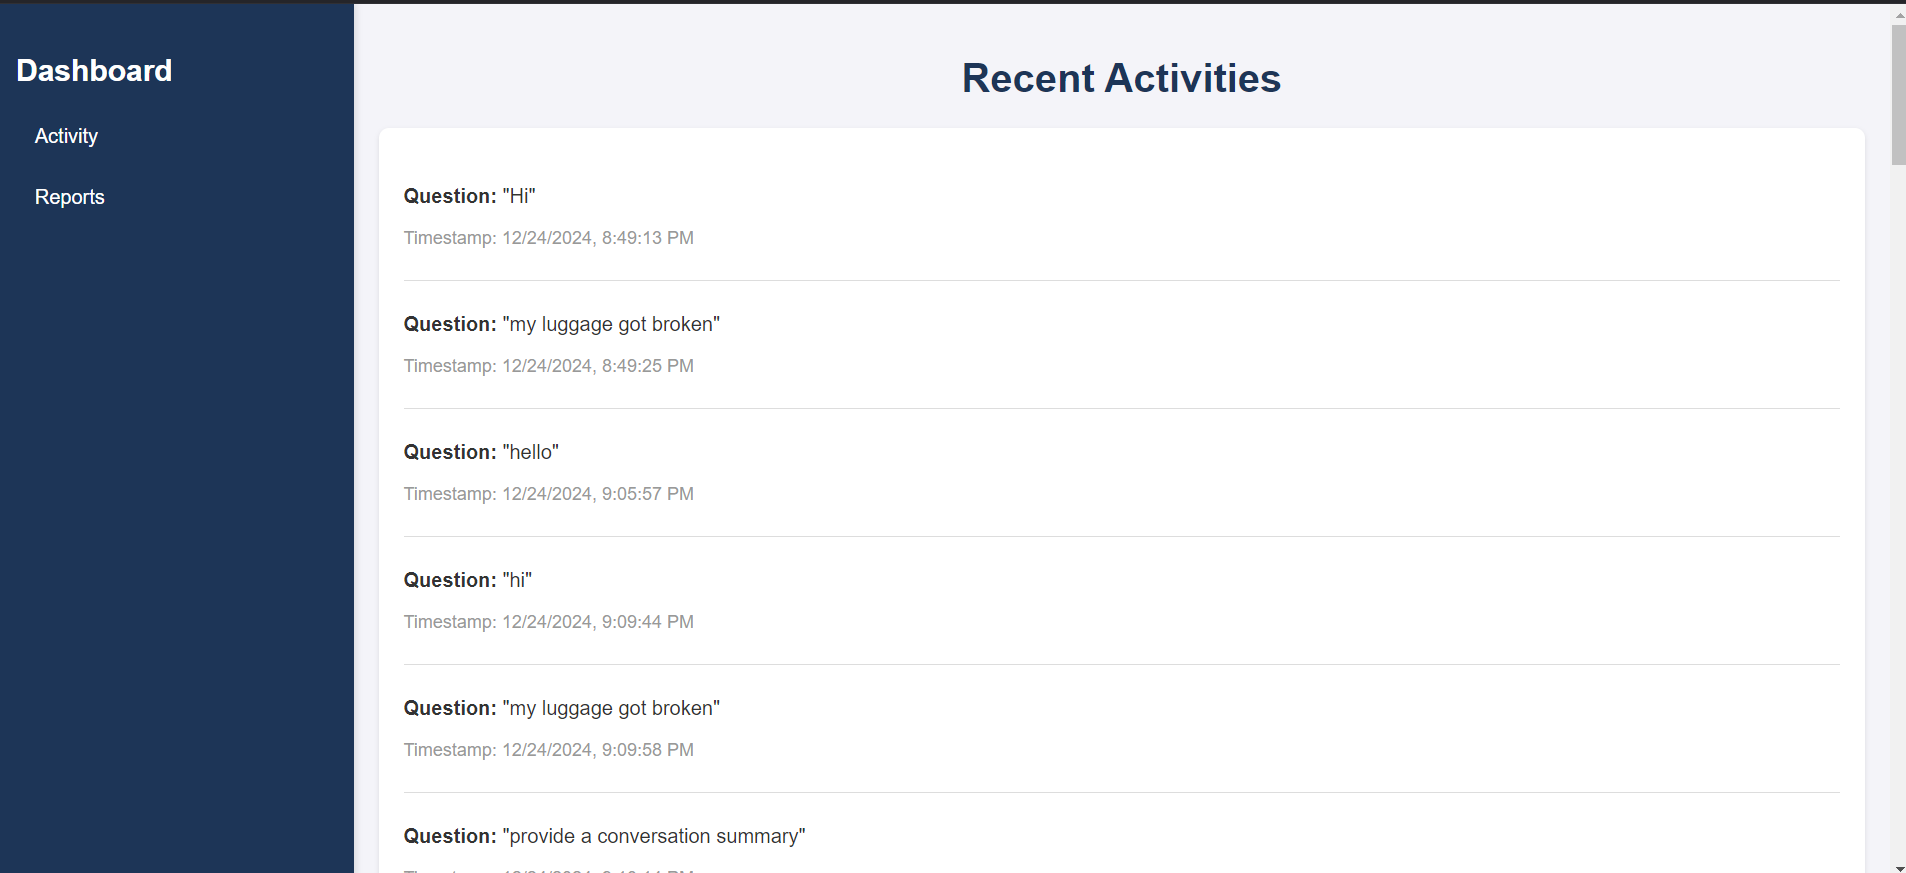 Dashboard
Activity
Reports
Recent Activities
Question: "Hi"
Timestamp: 12/24/2024, 8:49:13 PM
Question: "my luggage got broken"
Timestamp: 12/24/2024, 8:49:25 PM
Question: "hello"
Timestamp: 12/24/2024, 9:05:57 PM
Question: "hi"
Timestamp: 12/24/2024, 9:09:44 PM
Question: "my luggage got broken"
Timestamp: 12/24/2024, 9:09:58 PM
Question: "provide a conversation summary"